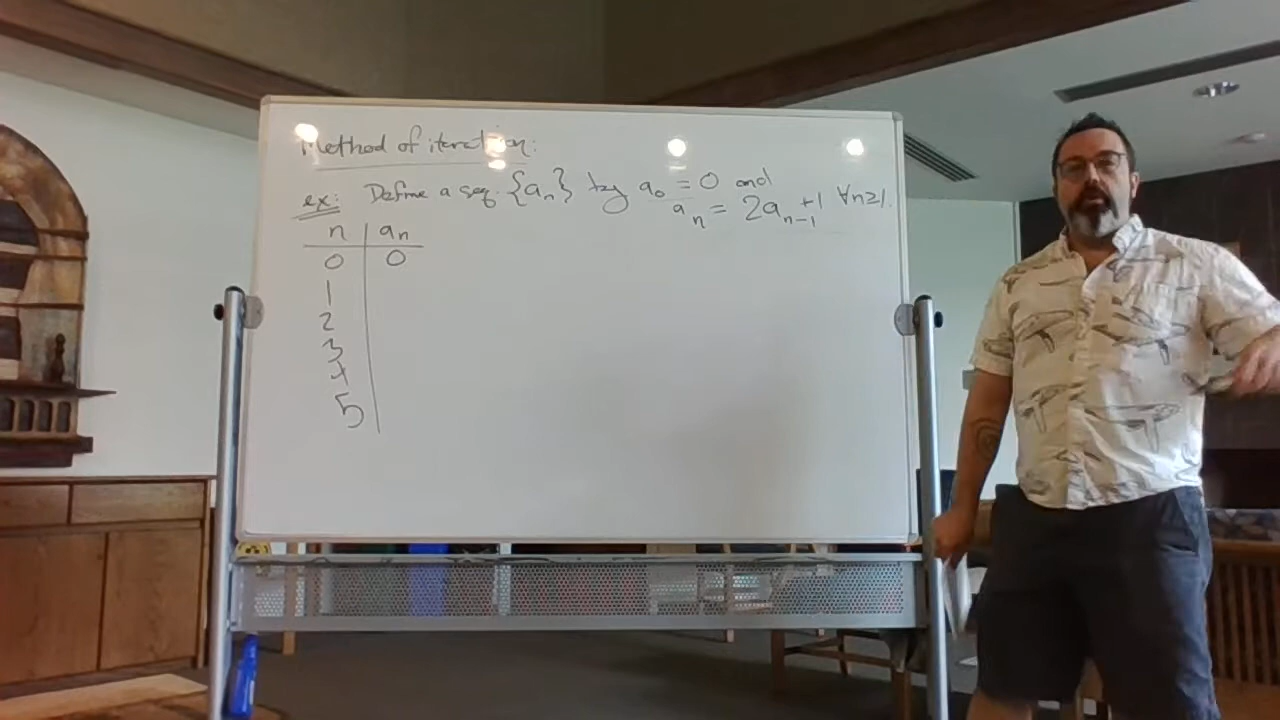 Method of iteration:
ex: Define a seq. {aₙ} by a₀ = 0 and
aₙ = 2aₙ₋₁ + 1 ∀n≥1.
n | aₙ
0 | 0
1
2
3
4
5